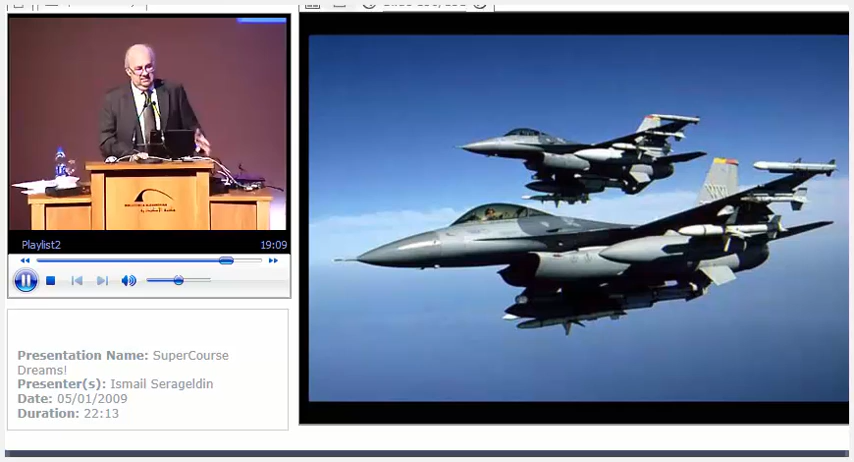 Playlist2
19:09
Presentation Name: SuperCourse
Dreams!
Presenter(s): Ismail Serageldin
Date: 05/01/2009
Duration: 22:13